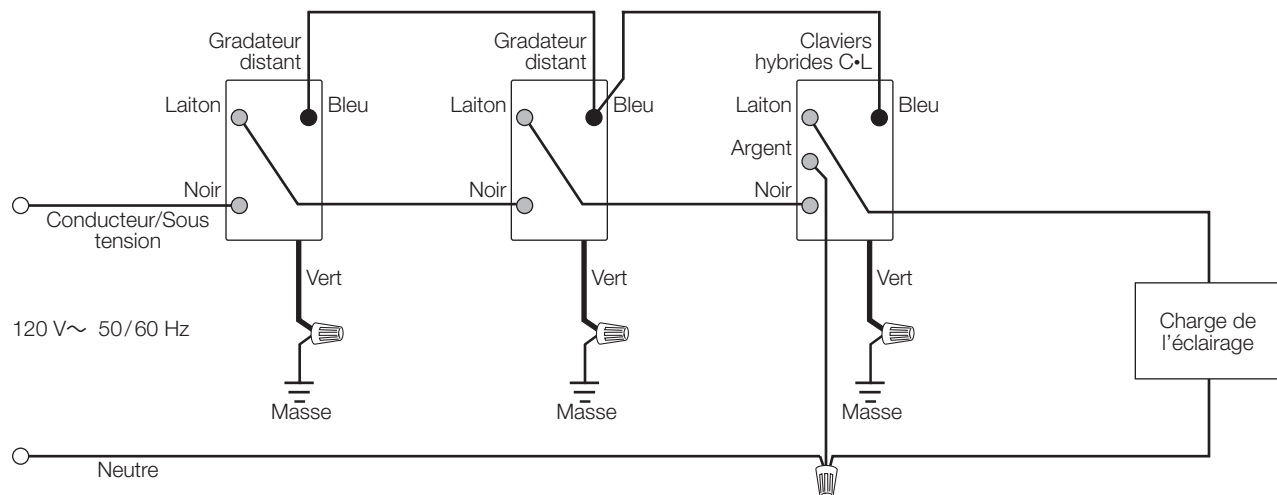 Gradateur
distant
Gradateur
distant
Claviers
hybrides C•L
Laiton
Bleu
Laiton
Bleu
Laiton
Bleu
Argent
Noir
Noir
Noir
Conducteur/Sous
tension
Vert
Vert
Vert
120 V~ 50/60 Hz
Charge de
l'éclairage
Masse
Masse
Masse
Neutre